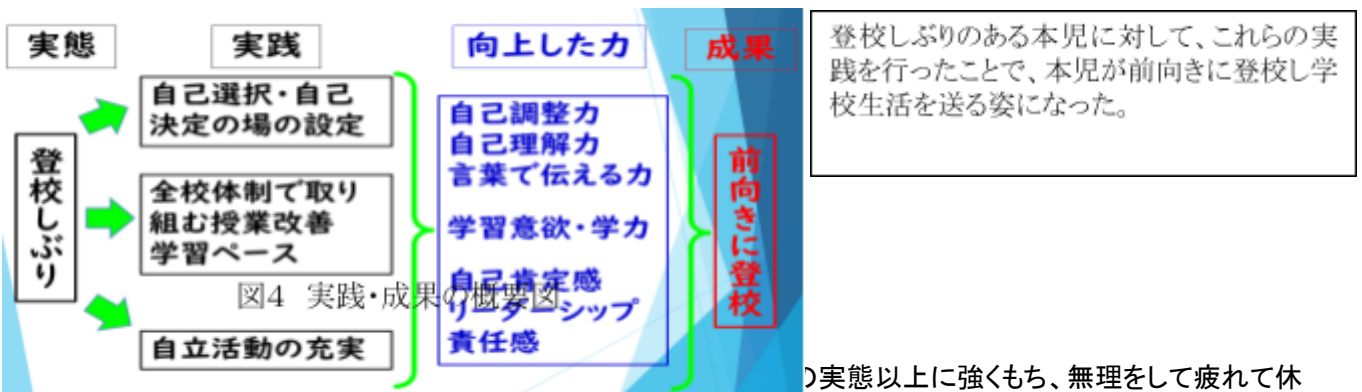 実態
実践
向上した力
成果
登校しぶり
自己選択・自己
決定の場の設定
全校体制で取り
組む授業改善
学習ペース
自立活動の充実
自己調整力
自己理解力
言葉で伝える力
学習意欲・学力
自己肯定感
リーダーシップ
責任感
前向きに登校
図4 実践・成果の概要図
登校しぶりのある本児に対して、これらの実
践を行ったことで、本児が前向きに登校し学
校生活を送る姿になった。
の実態以上に強くもち、無理をして疲れて休